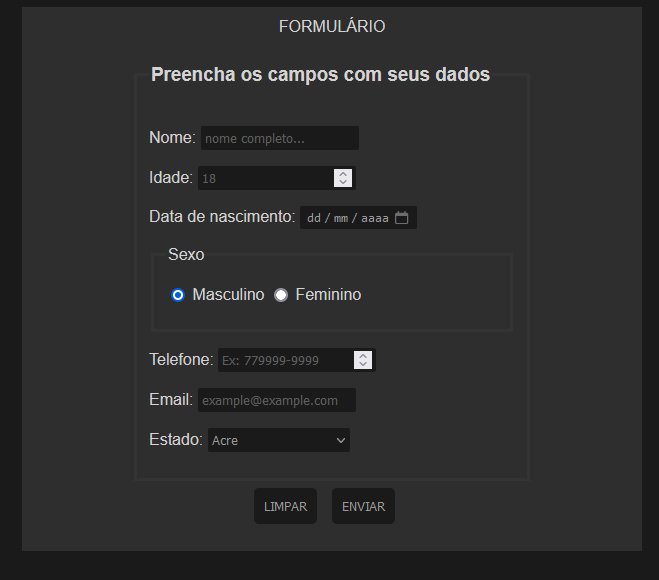 FORMULÁRIO
Preencha os campos com seus dados
Nome: nome completo...
Idade: 18
Data de nascimento: dd / mm / aaaa
Sexo
Masculino Feminino
Telefone: Ex: 779999-9999
Email: example@example.com
Estado: Acre
LIMPAR ENVIAR